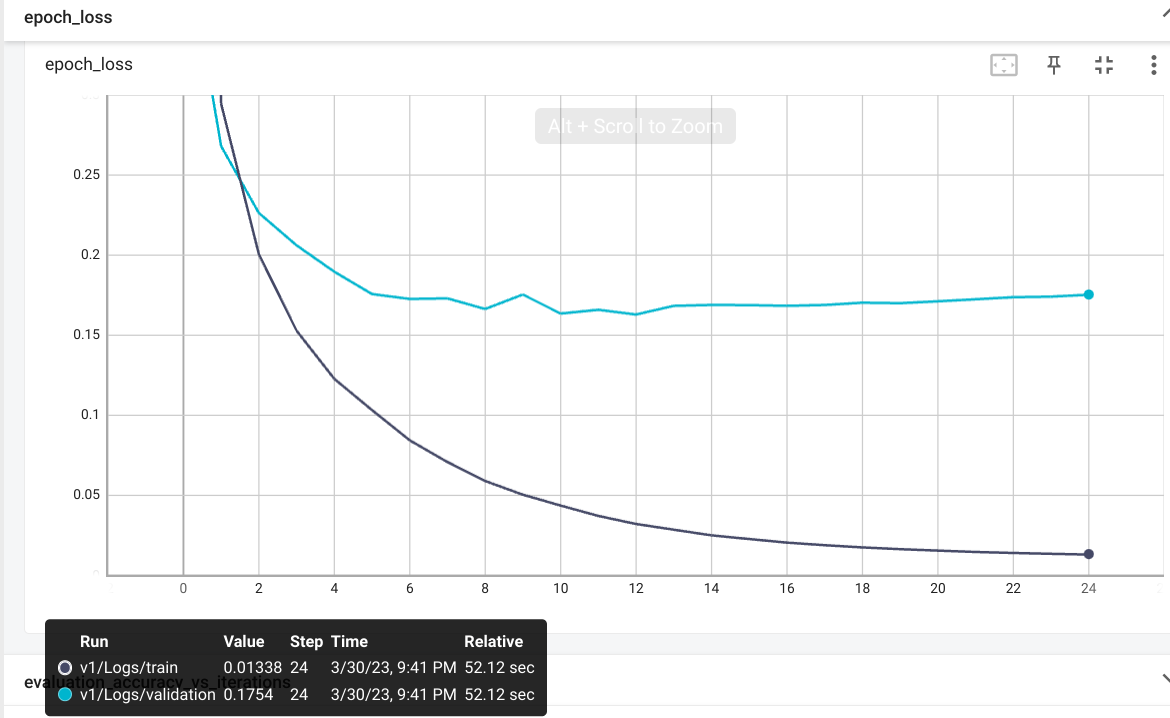 epoch_loss
epoch_loss
Alt + Scroll to Zoom
0.25
0.2
0.15
0.1
0.05
0 2 4 6 8 10 12 14 16 18 20 22 24
Run Value Step Time Relative
v1/Logs/train 0.01338 24 3/30/23, 9:41 PM 52.12 sec
evaluation_accuracy_vs_iterations
v1/Logs/validation 0.1754 24 3/30/23, 9:41 PM 52.12 sec